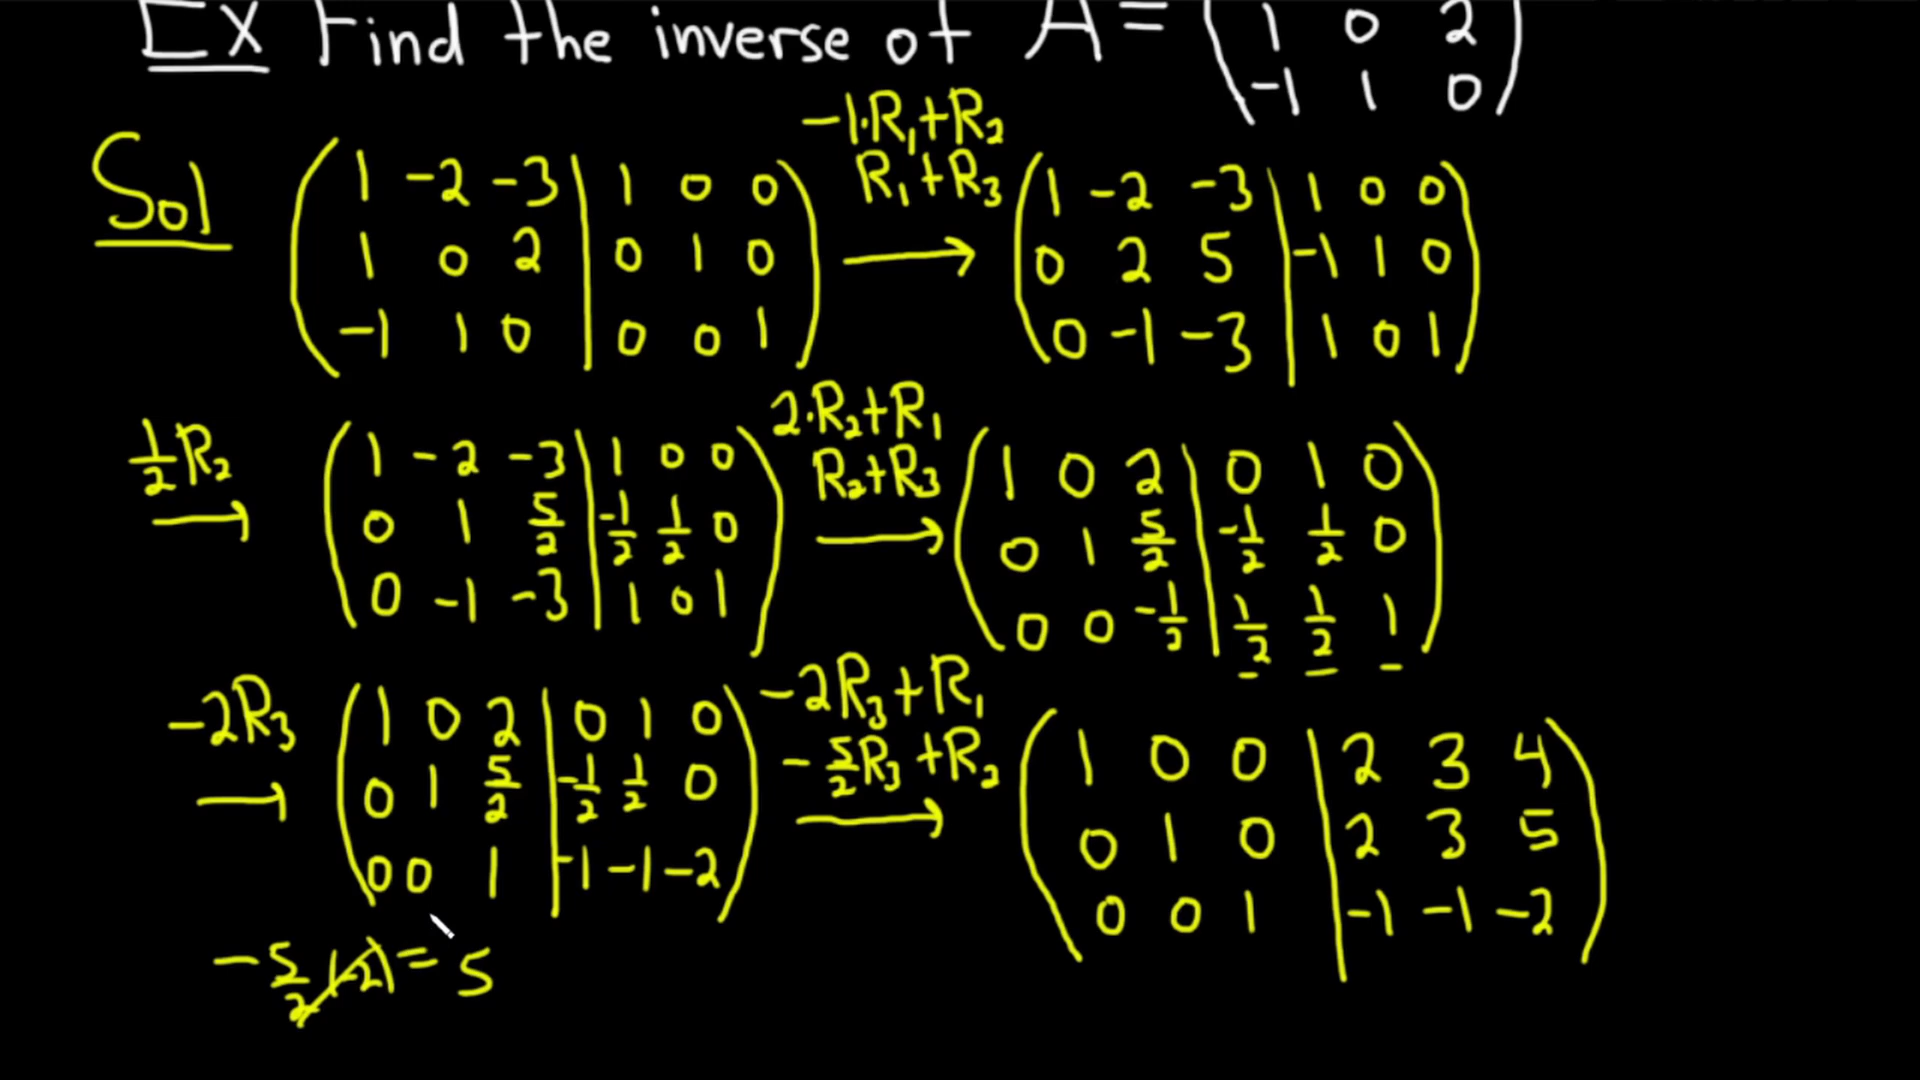 Ex Find the inverse of A = ( 1 0 2
-1 1 0 )
Sol ( 1 -2 -3 | 1 0 0
1 0 2 | 0 1 0
-1 1 0 | 0 0 1 )
-1·R₁+R₂
R₁+R₃
→
( 1 -2 -3 | 1 0 0
0 2 5 | -1 1 0
0 -1 -3 | 1 0 1 )
½R₂
→
( 1 -2 -3 | 1 0 0
0 1 5/2 | -1/2 1/2 0
0 -1 -3 | 1 0 1 )
2·R₂+R₁
R₂+R₃
→
( 1 0 2 | 0 1 0
0 1 5/2 | -1/2 1/2 0
0 0 -1/2 | 1/2 1/2 1 )
-2R₃
→
( 1 0 2 | 0 1 0
0 1 5/2 | -1/2 1/2 0
0 0 1 | -1 -1 -2 )
-2R₃+R₁
-5/2R₃+R₂
→
( 1 0 0 | 2 3 4
0 1 0 | 2 3 5
0 0 1 | -1 -1 -2 )
-5/2(-2) = 5